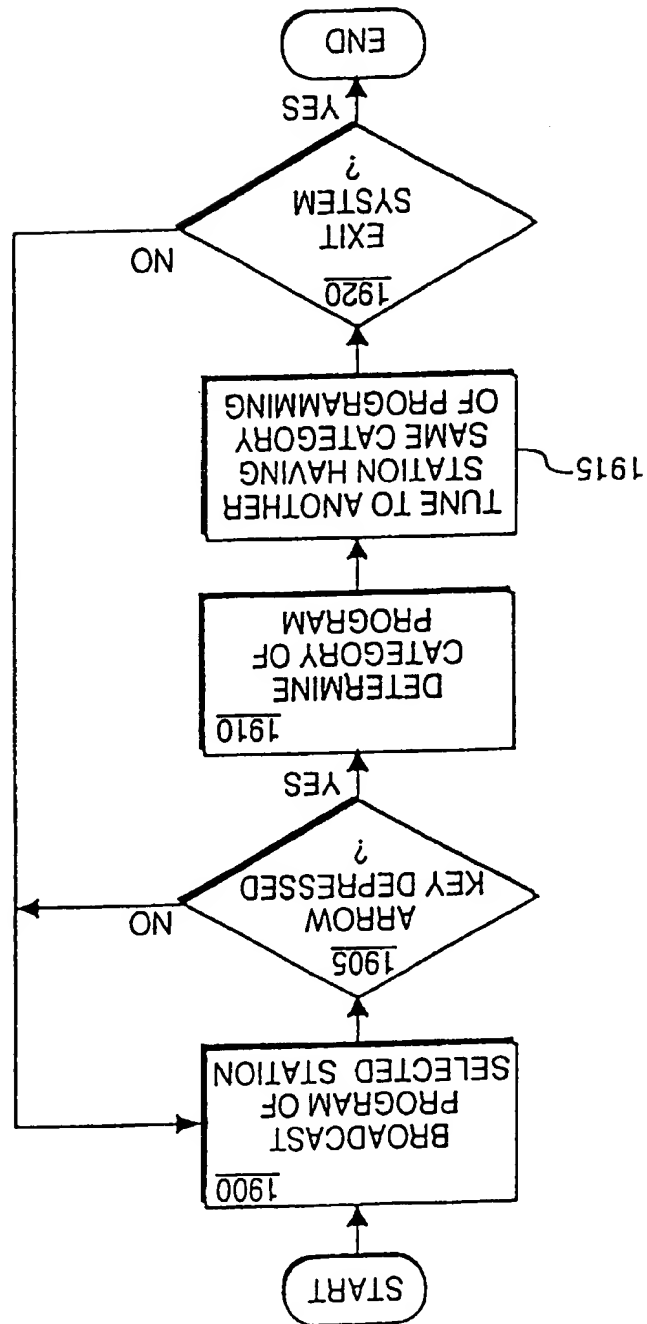 START
1900
BROADCAST
PROGRAM OF
SELECTED STATION
1905
ARROW
KEY DEPRESSED
?
NO
YES
1910
DETERMINE
CATEGORY OF
PROGRAM
1915
TUNE TO ANOTHER
STATION HAVING
SAME CATEGORY
OF PROGRAMMING
1920
EXIT
SYSTEM
?
NO
YES
END